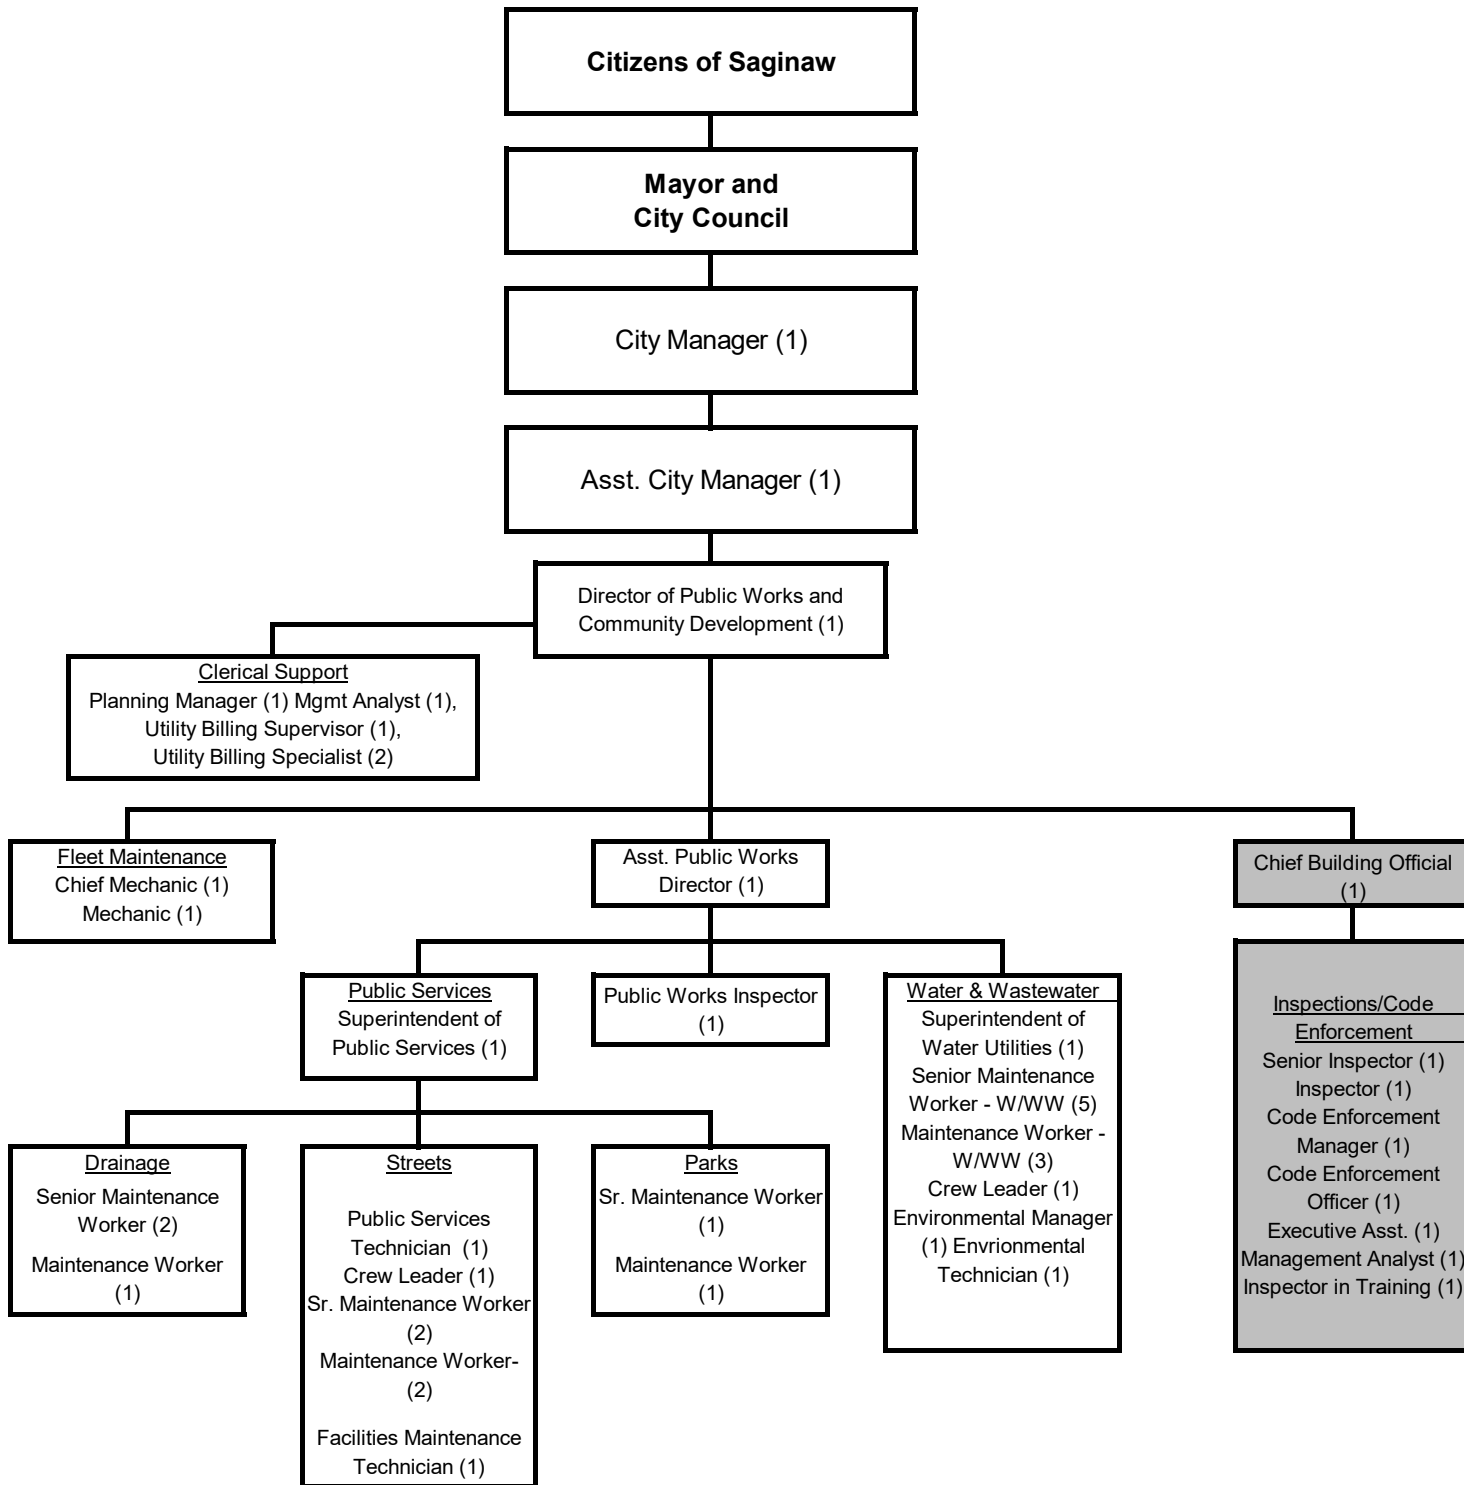 Citizens of Saginaw
Mayor and
City Council
City Manager (1)
Asst. City Manager (1)
Director of Public Works and
Community Development (1)
Clerical Support
Planning Manager (1) Mgmt Analyst (1),
Utility Billing Supervisor (1),
Utility Billing Specialist (2)
Fleet Maintenance
Chief Mechanic (1)
Mechanic (1)
Asst. Public Works
Director (1)
Chief Building Official
(1)
Public Services
Superintendent of
Public Services (1)
Public Works Inspector
(1)
Water & Wastewater
Superintendent of
Water Utilities (1)
Senior Maintenance
Worker - W/WW (5)
Maintenance Worker -
W/WW (3)
Crew Leader (1)
Environmental Manager
(1) Envrionmental
Technician (1)
Inspections/Code
Enforcement
Senior Inspector (1)
Inspector (1)
Code Enforcement
Manager (1)
Code Enforcement
Officer (1)
Executive Asst. (1)
Management Analyst (1)
Inspector in Training (1)
Drainage
Senior Maintenance
Worker (2)
Maintenance Worker
(1)
Streets
Public Services
Technician (1)
Crew Leader (1)
Sr. Maintenance Worker
(2)
Maintenance Worker-
(2)
Facilities Maintenance
Technician (1)
Parks
Sr. Maintenance Worker
(1)
Maintenance Worker
(1)